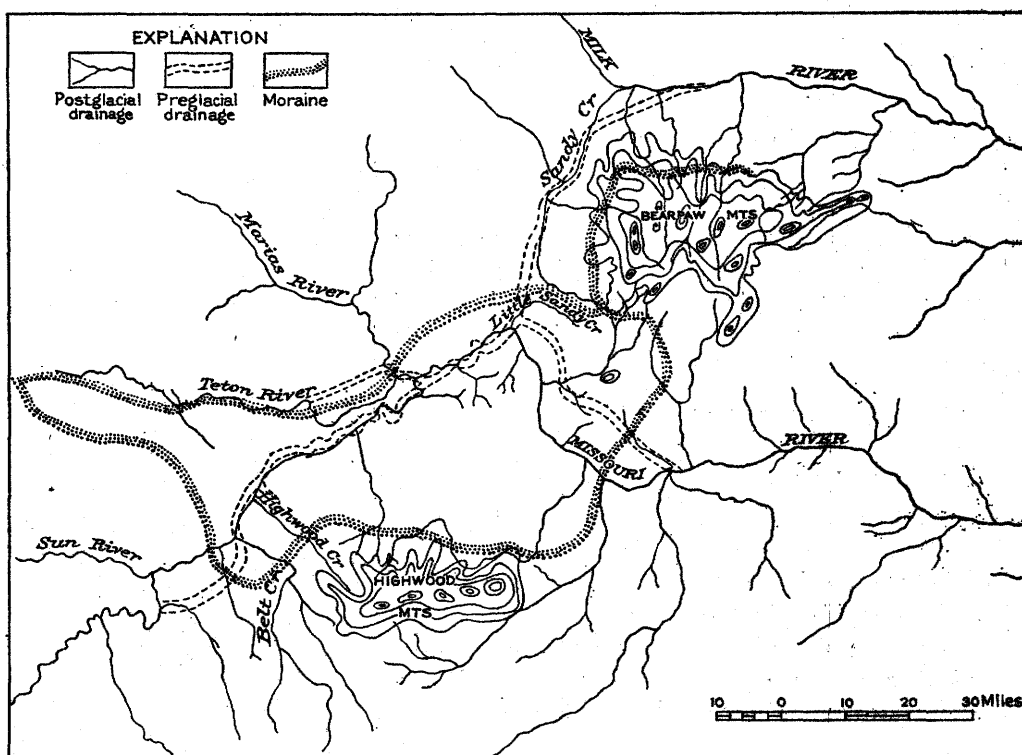 EXPLANATION
Postglacial drainage
Preglacial drainage
Moraine
MILK
RIVER
Sandy Cr
BEARPAW MTS
Marias River
Little Sandy Cr
Teton River
MISSOURI
RIVER
Highwood Cr
Sun River
HIGHWOOD
MTS
Belt Cr
10 0 10 20 30 Miles